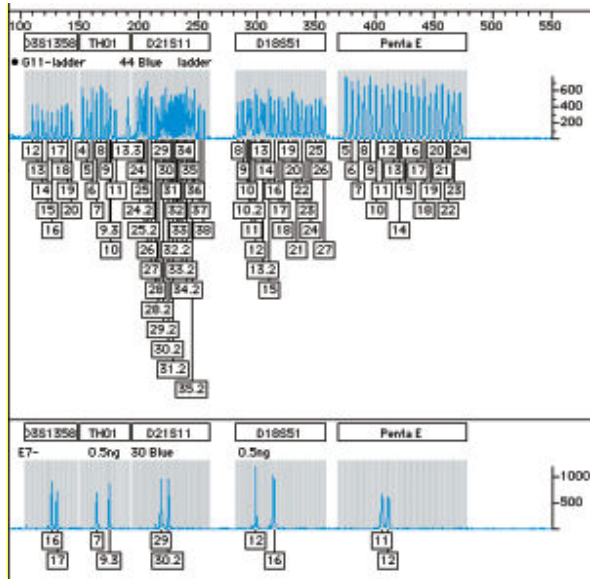 100 200 300 400 500
D3S1358 TH01 D21S11 D18S51 Penta E
G11-ladder 44 Blue ladder
600
400
200
12 17 4 8 13.3 29 34 8 13 19 25 5 8 12 16 20 24
13 18 5 9 24 30 35 9 14 20 26 6 9 13 17 21
14 19 6 11 25 31 36 10 16 22 7 11 15 19 23
15 20 7 24.2 32 37 10.2 17 23 10 18 22
16 9.3 25.2 33 38 11 18 24 14
10 26 32.2 12 21 27
27 33.2 13.2
28 34.2 15
28.2
29.2
30.2
31.2
35.2
D3S1358 TH01 D21S11 D18S51 Penta E
E7- 0.5ng 30 Blue 0.5ng
1000
500
16 7 29 12 11
17 9.3 30.2 16 12